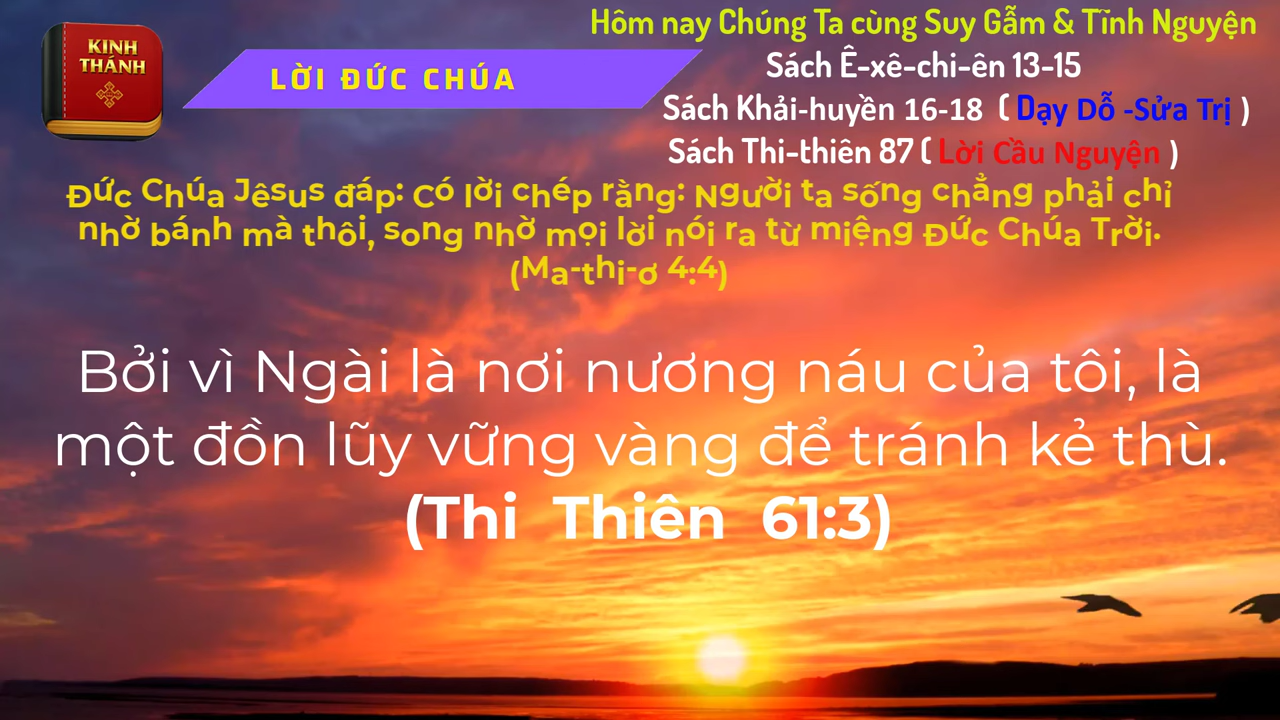 KINH
THÁNH
LỜI ĐỨC CHÚA
Hôm nay Chúng Ta cùng Suy Gẫm & Tĩnh Nguyện
Sách Ê-xê-chi-ên 13-15
Sách Khải-huyền 16-18 ( Dạy Dỗ -Sửa Trị )
Sách Thi-thiên 87 ( Lời Cầu Nguyện )
Đức Chúa Jêsus đáp: Có lời chép rằng: Người ta sống chẳng phải chỉ
nhờ bánh mà thôi, song nhờ mọi lời nói ra từ miệng Đức Chúa Trời.
(Ma-thi-ơ 4:4)
Bởi vì Ngài là nơi nương náu của tôi, là
một đồn lũy vững vàng để tránh kẻ thù.
(Thi Thiên 61:3)